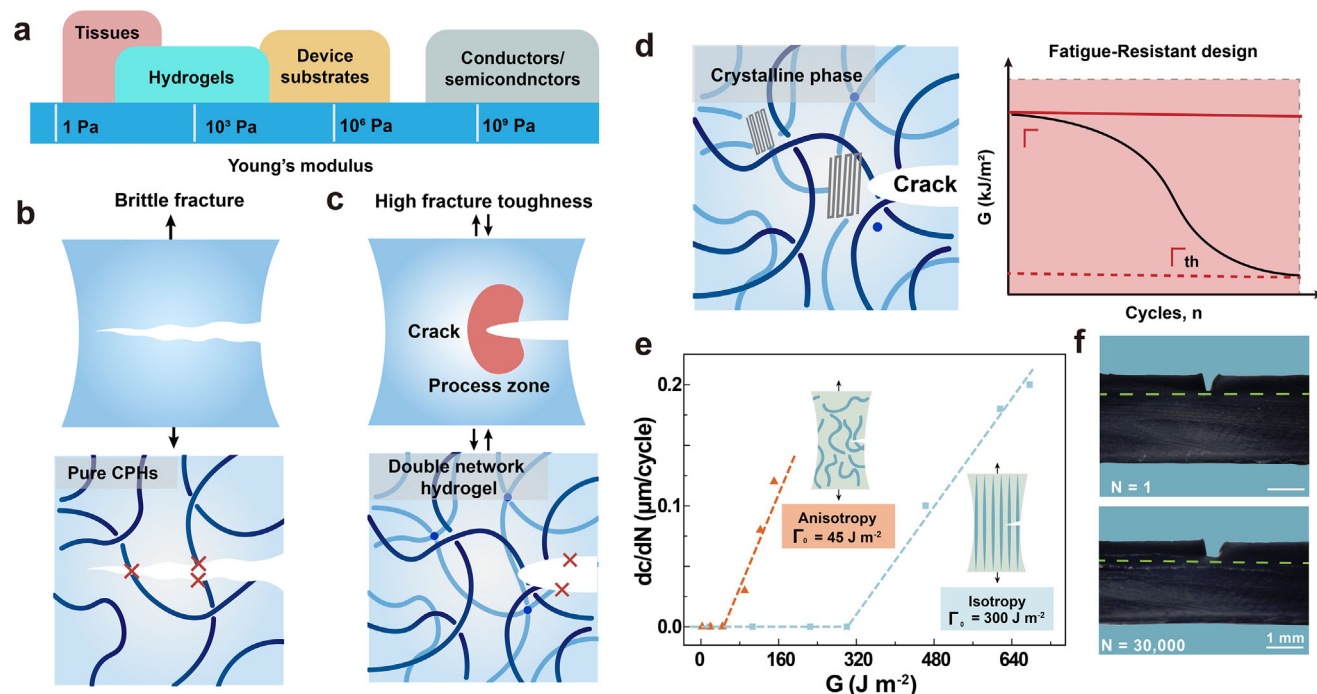 a
Tissues
Hydrogels
Device
substrates
Conductors/
semicondnctors
1 Pa
10³ Pa
10⁶ Pa
10⁹ Pa
Young's modulus
b
Brittle fracture
Pure CPHs
c
High fracture toughness
Crack
Process zone
Double network
hydrogel
d
Crystalline phase
Crack
Fatigue-Resistant design
G (kJ/m²)
Γ
Γth
Cycles, n
e
dc/dN (μm/cycle)
0.2
0.1
0.0
Anisotropy
Γ₀ = 45 J m⁻²
Isotropy
Γ₀ = 300 J m⁻²
0
160
320
480
640
G (J m⁻²)
f
N = 1
N = 30,000
1 mm